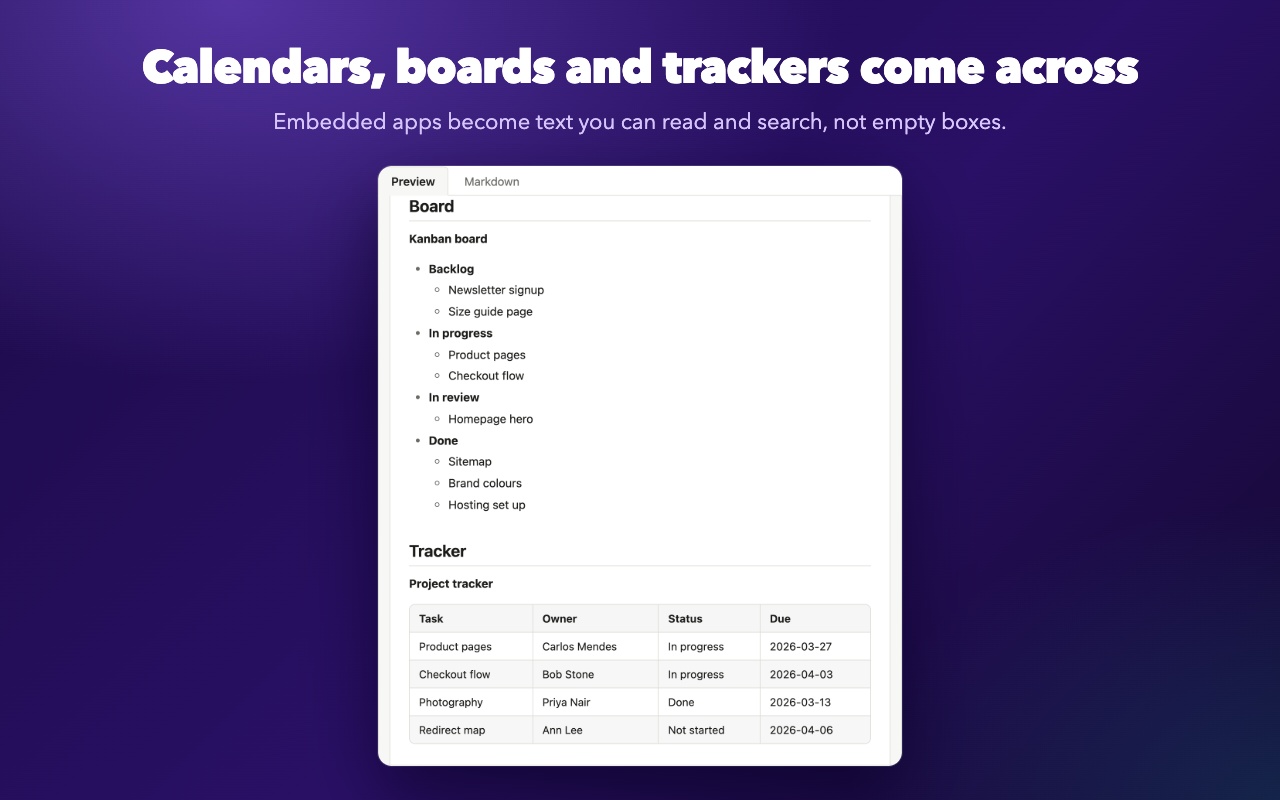 Calendars, boards and trackers come across
Embedded apps become text you can read and search, not empty boxes.
Preview Markdown
Board
Kanban board
Backlog
Newsletter signup
Size guide page
In progress
Product pages
Checkout flow
In review
Homepage hero
Done
Sitemap
Brand colours
Hosting set up
Tracker
Project tracker
Task Owner Status Due
Product pages Carlos Mendes In progress 2026-03-27
Checkout flow Bob Stone In progress 2026-04-03
Photography Priya Nair Done 2026-03-13
Redirect map Ann Lee Not started 2026-04-06